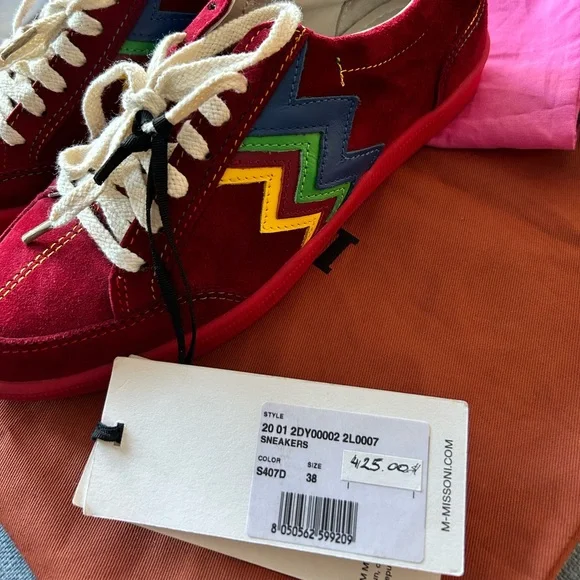 I
STYLE
20 01 2DY00002 2L0007
SNEAKERS
COLOR SIZE
S407D 38
425.00
8 050562 599209
M-MISSONI.COM